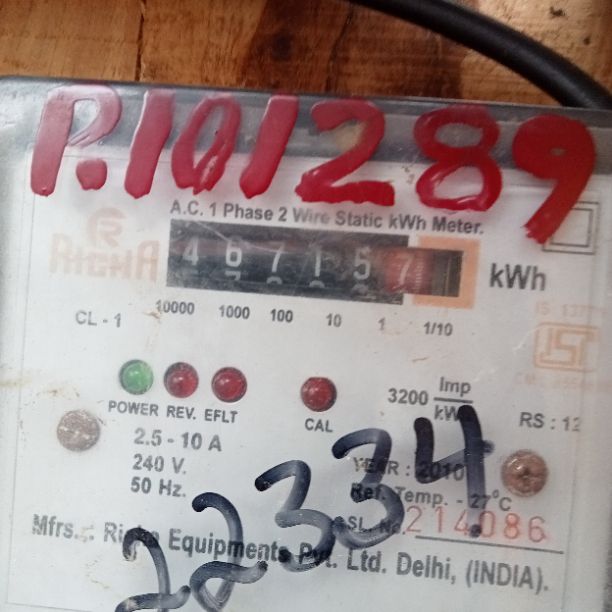 P.101289
A.C. 1 Phase 2 Wire Static kWh Meter.
RICHA
4 6 7 1 5 7 kWh
CL - 1
10000 1000 100 10 1 1/10
POWER REV. EFLT CAL
3200 Imp
RS : 12
2.5 - 10 A
240 V.
50 Hz.
YEAR : 2010
Ref. Temp. - 27°C
SL. No. 214086
Mfrs. : Equipments Pvt. Ltd. Delhi, (INDIA).
22334